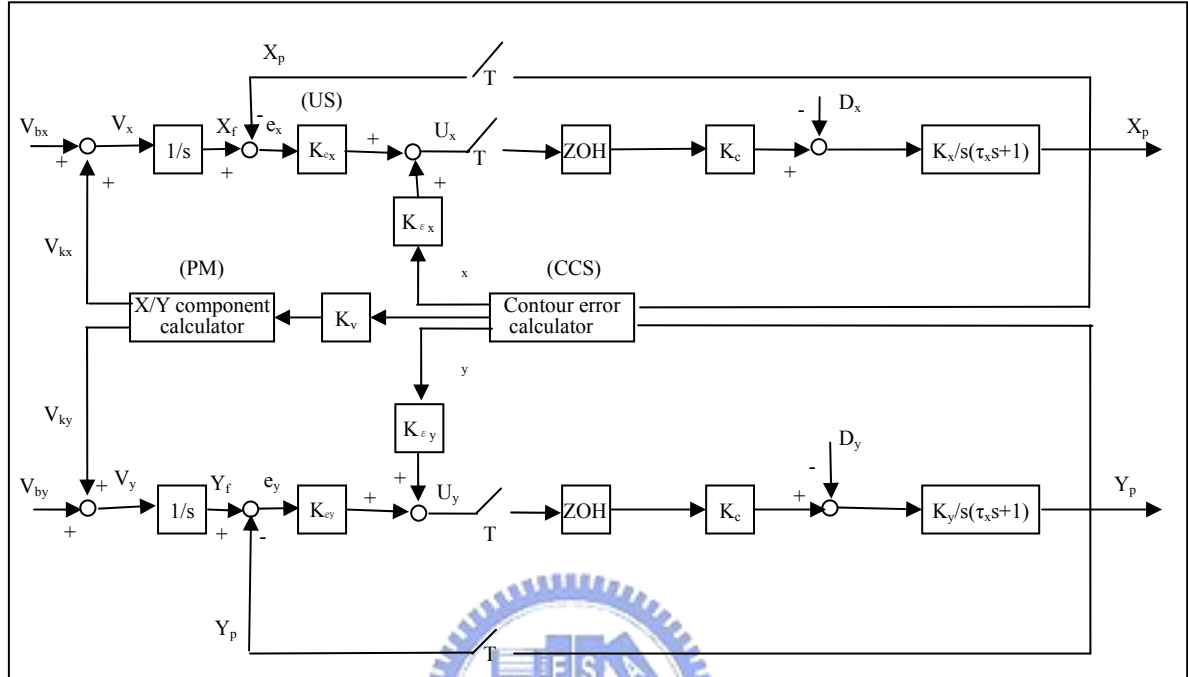 X_p
T
(US)
D_x
-
V_bx
V_x
X_f
-
e_x
U_x
X_p
+
+
1/s
+
K_ex
+
+
T
ZOH
K_c
+
K_x/s(τ_xs+1)
K_εx
V_kx
(PM)
x
(CCS)
X/Y component
calculator
K_v
Contour error
calculator
y
V_ky
K_εy
D_y
-
V_by
+
V_y
Y_f
e_y
+
U_y
+
Y_p
+
1/s
+
-
K_ey
+
T
ZOH
K_c
K_y/s(τ_xs+1)
Y_p
T
E S